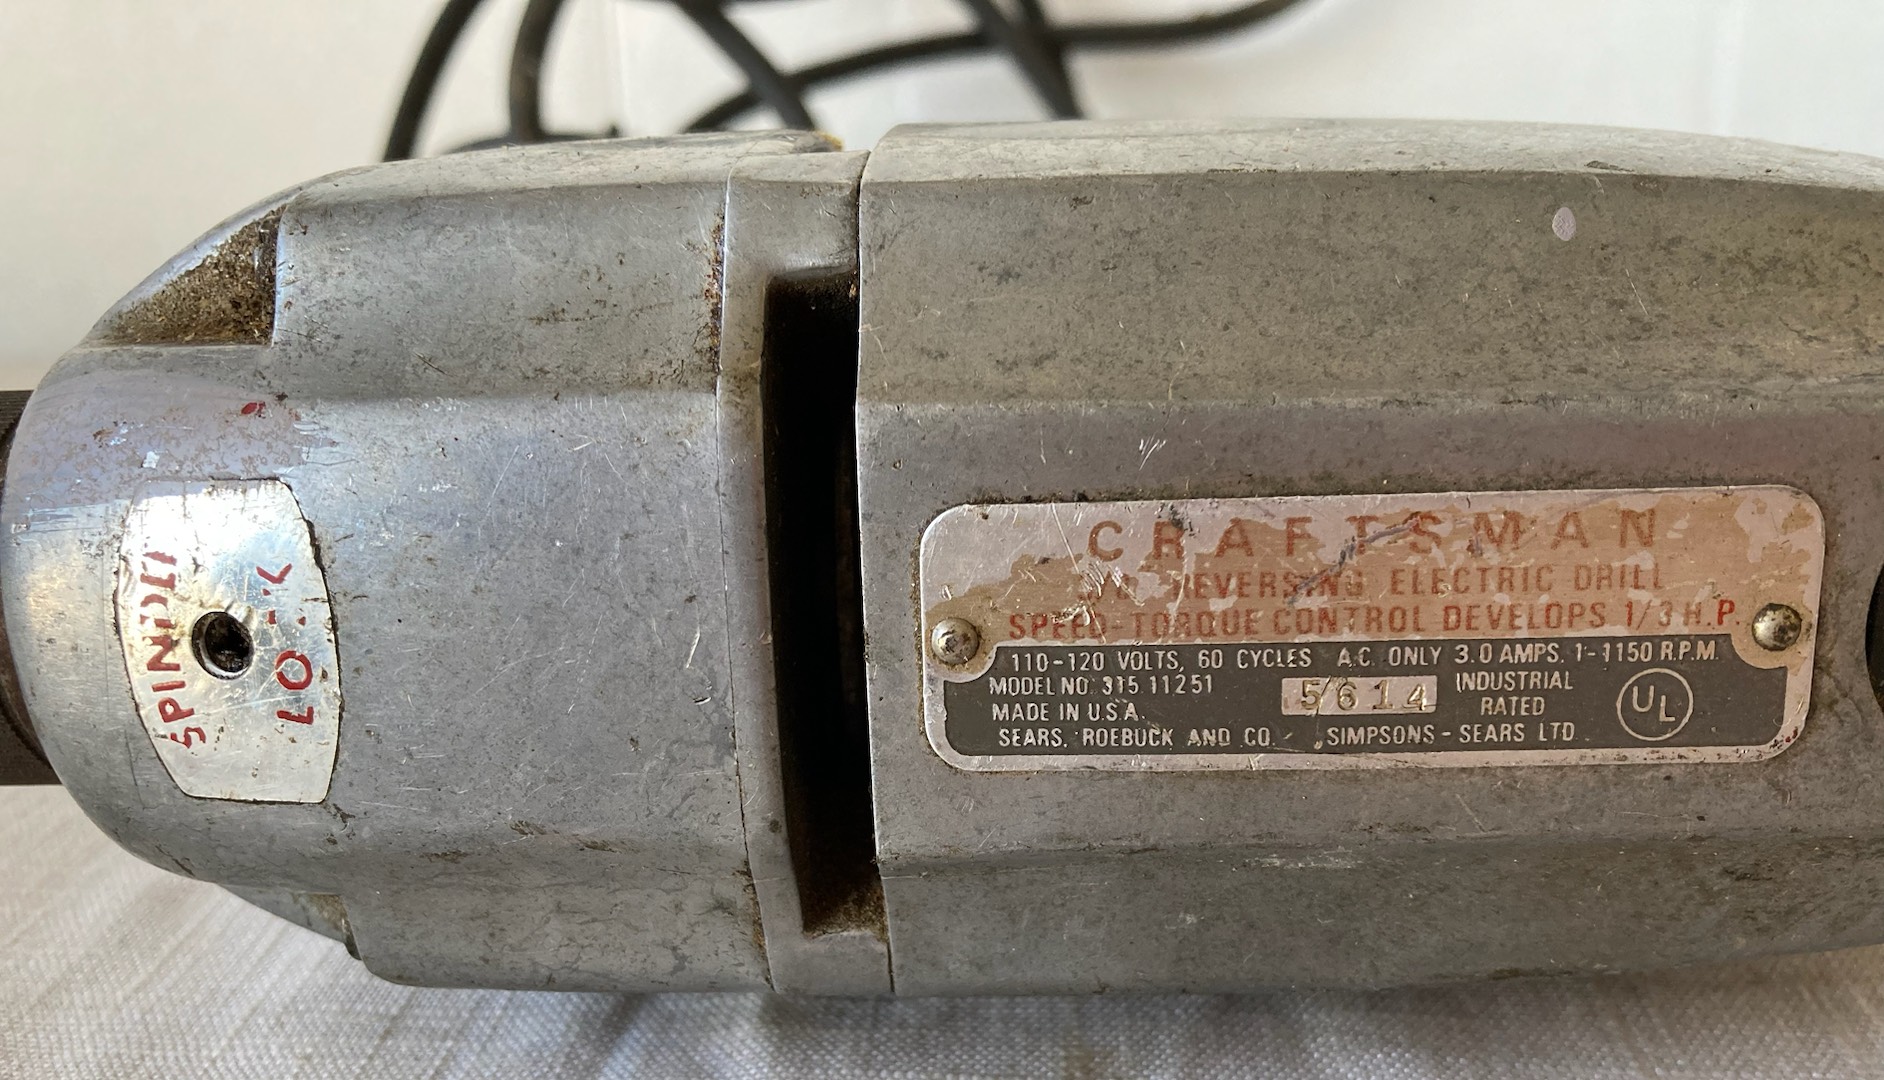 SPINDLE
LOCK
CRAFTSMAN
REVERSING ELECTRIC DRILL
SPEED-TORQUE CONTROL DEVELOPS 1/3 H.P.
110-120 VOLTS, 60 CYCLES A.C. ONLY 3.0 AMPS. 1-1150 R.P.M.
MODEL NO. 315.11251 5614 INDUSTRIAL
MADE IN U.S.A. RATED UL
SEARS, ROEBUCK AND CO. SIMPSONS-SEARS LTD.